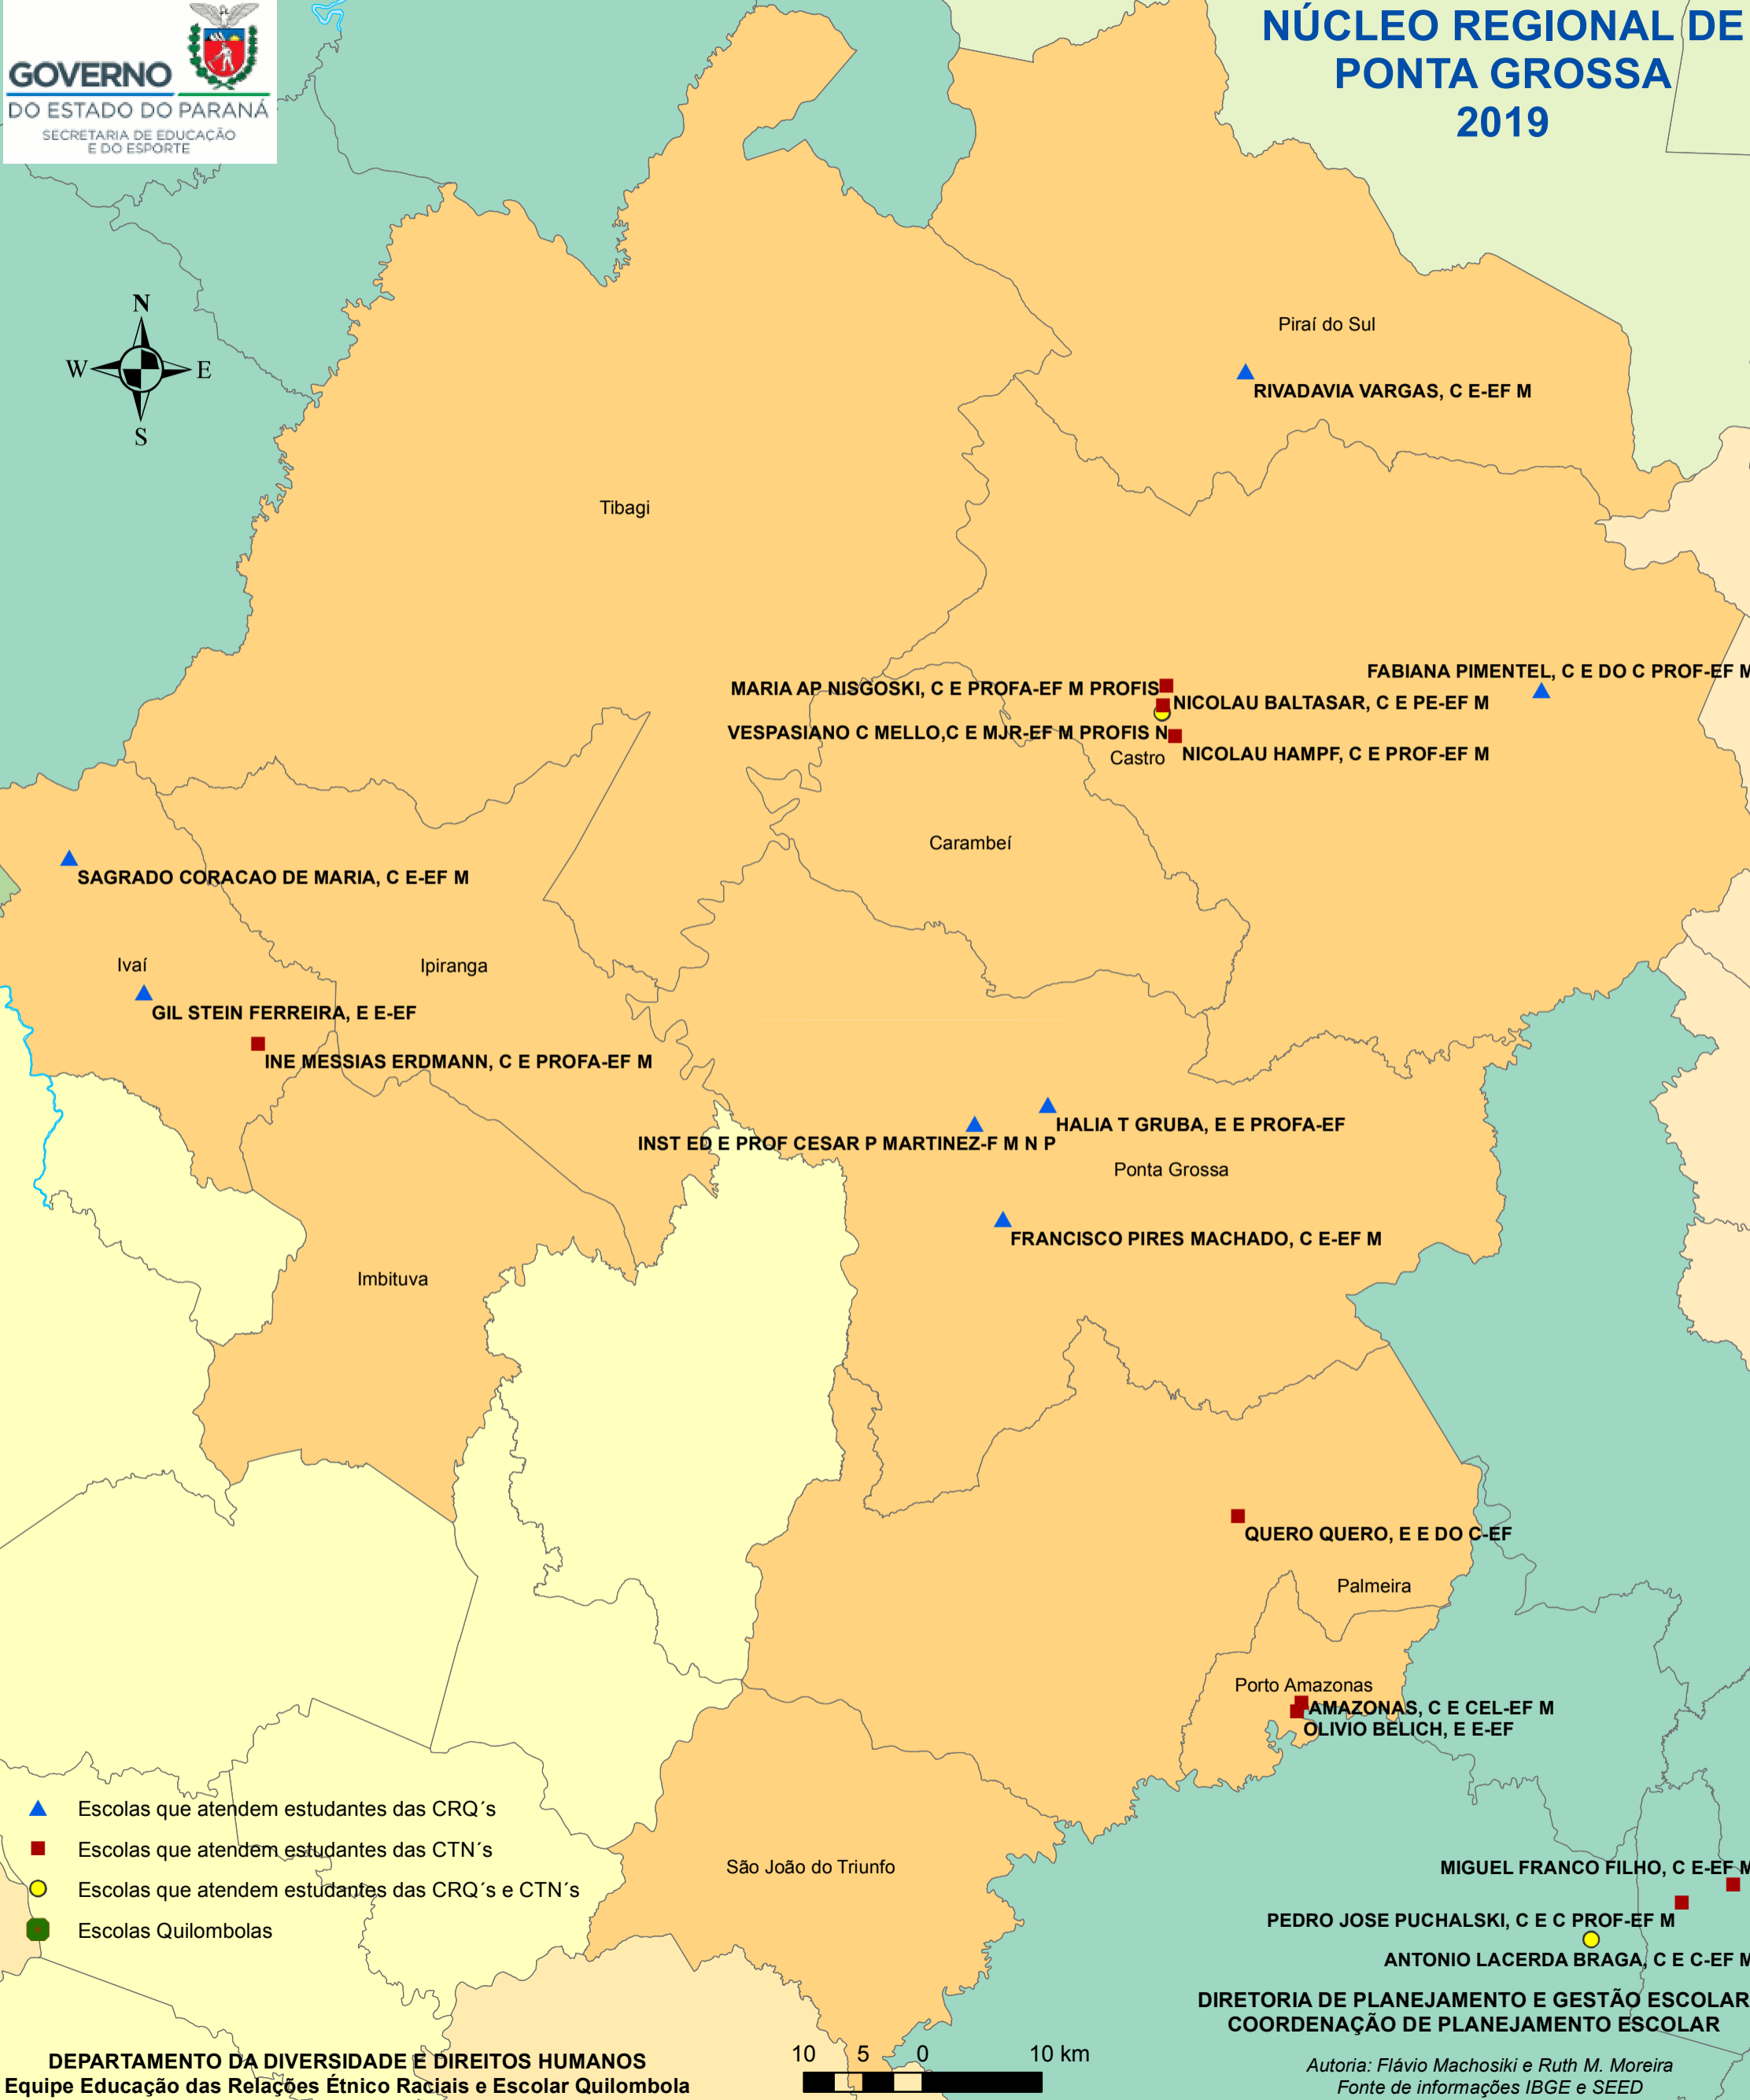 GOVERNO
DO ESTADO DO PARANÁ
SECRETARIA DE EDUCAÇÃO
E DO ESPORTE
NÚCLEO REGIONAL DE
PONTA GROSSA
2019
N
W E
S
Piraí do Sul
RIVADAVIA VARGAS, C E-EF M
Tibagi
FABIANA PIMENTEL, C E DO C PROF-EF M
MARIA AP NISGOSKI, C E PROFA-EF M PROFIS
NICOLAU BALTASAR, C E PE-EF M
VESPASIANO C MELLO,C E MJR-EF M PROFIS N
NICOLAU HAMPF, C E PROF-EF M
Castro
Carambeí
SAGRADO CORACAO DE MARIA, C E-EF M
Ivaí
Ipiranga
GIL STEIN FERREIRA, E E-EF
INE MESSIAS ERDMANN, C E PROFA-EF M
HALIA T GRUBA, E E PROFA-EF
INST ED E PROF CESAR P MARTINEZ-F M N P
Ponta Grossa
FRANCISCO PIRES MACHADO, C E-EF M
Imbituva
QUERO QUERO, E E DO C-EF
Palmeira
Porto Amazonas
AMAZONAS, C E CEL-EF M
OLIVIO BELICH, E E-EF
Escolas que atendem estudantes das CRQ´s
Escolas que atendem estudantes das CTN´s
Escolas que atendem estudantes das CRQ´s e CTN´s
Escolas Quilombolas
São João do Triunfo
MIGUEL FRANCO FILHO, C E-EF M
PEDRO JOSE PUCHALSKI, C E C PROF-EF M
ANTONIO LACERDA BRAGA, C E C-EF M
DIRETORIA DE PLANEJAMENTO E GESTÃO ESCOLAR
COORDENAÇÃO DE PLANEJAMENTO ESCOLAR
DEPARTAMENTO DA DIVERSIDADE E DIREITOS HUMANOS
Equipe Educação das Relações Étnico Raciais e Escolar Quilombola
10 5 0 10 km
Autoria: Flávio Machosiki e Ruth M. Moreira
Fonte de informações IBGE e SEED